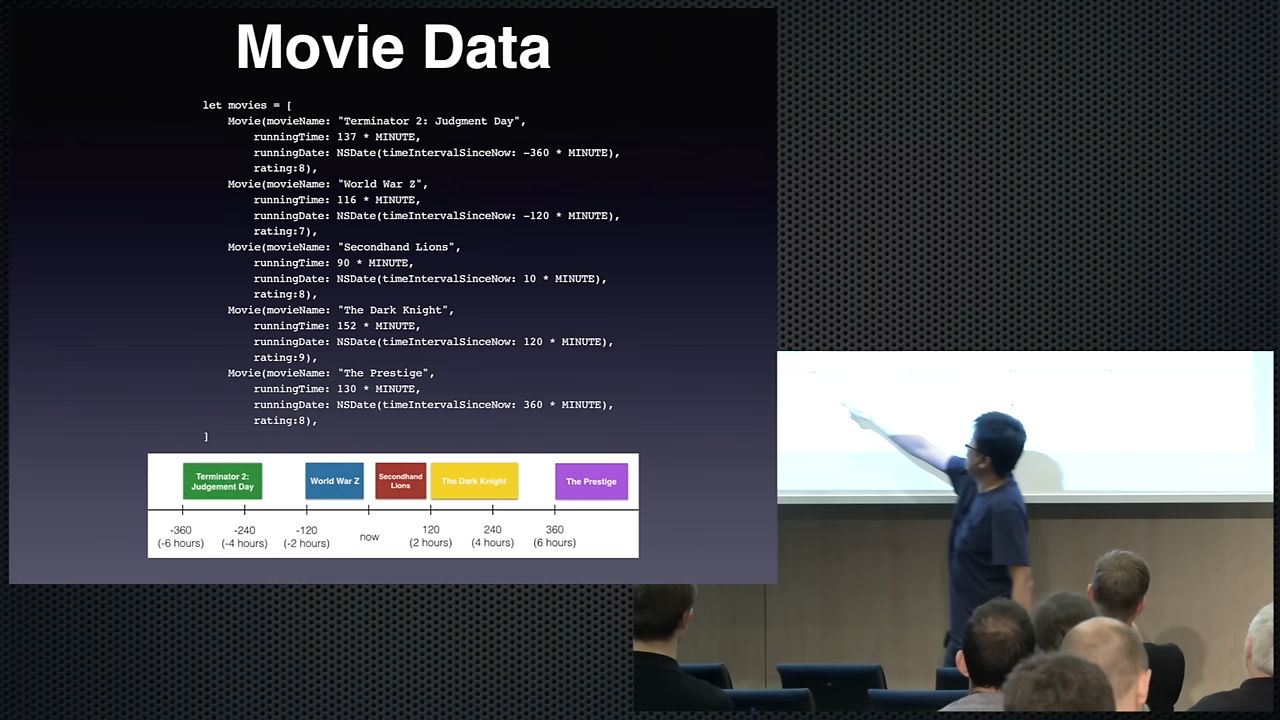 Movie Data
let movies = [
Movie(movieName: "Terminator 2: Judgment Day",
runningTime: 137 * MINUTE,
runningDate: NSDate(timeIntervalSinceNow: -360 * MINUTE),
rating:8),
Movie(movieName: "World War Z",
runningTime: 116 * MINUTE,
runningDate: NSDate(timeIntervalSinceNow: -120 * MINUTE),
rating:7),
Movie(movieName: "Secondhand Lions",
runningTime: 90 * MINUTE,
runningDate: NSDate(timeIntervalSinceNow: 10 * MINUTE),
rating:8),
Movie(movieName: "The Dark Knight",
runningTime: 152 * MINUTE,
runningDate: NSDate(timeIntervalSinceNow: 120 * MINUTE),
rating:9),
Movie(movieName: "The Prestige",
runningTime: 130 * MINUTE,
runningDate: NSDate(timeIntervalSinceNow: 360 * MINUTE),
rating:8),
]
Terminator 2:
Judgement Day
World War Z
Secondhand
Lions
The Dark Knight
The Prestige
-360
(-6 hours)
-240
(-4 hours)
-120
(-2 hours)
now
120
(2 hours)
240
(4 hours)
360
(6 hours)